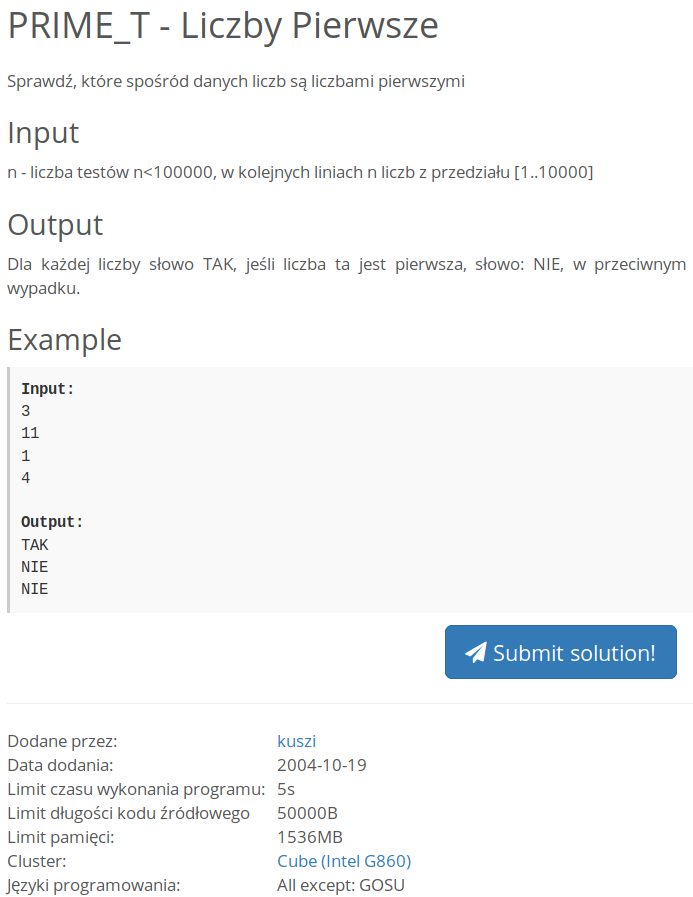 PRIME_T - Liczby Pierwsze
Sprawdź, które spośród danych liczb są liczbami pierwszymi
Input
n - liczba testów n<100000, w kolejnych liniach n liczb z przedziału [1..10000]
Output
Dla każdej liczby słowo TAK, jeśli liczba ta jest pierwsza, słowo: NIE, w przeciwnym
wypadku.
Example
Input:
3
11
1
4
Output:
TAK
NIE
NIE
Submit solution!
Dodane przez: kuszi
Data dodania: 2004-10-19
Limit czasu wykonania programu: 5s
Limit długości kodu źródłowego 50000B
Limit pamięci: 1536MB
Cluster: Cube (Intel G860)
Języki programowania: All except: GOSU